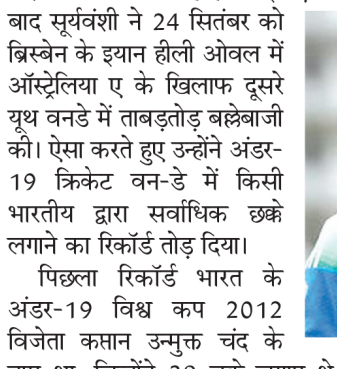 बाद सूर्यवंशी ने 24 सितंबर को
ब्रिस्बेन के इयान हीली ओवल में
ऑस्ट्रेलिया ए के खिलाफ दूसरे
यूथ वनडे में ताबड़तोड़ बल्लेबाजी
की। ऐसा करते हुए उन्होंने अंडर-
19 क्रिकेट वन-डे में किसी
भारतीय द्वारा सर्वाधिक छक्के
लगाने का रिकॉर्ड तोड़ दिया।
पिछला रिकॉर्ड भारत के
अंडर-19 विश्व कप 2012
विजेता कप्तान उन्मुक्त चंद के